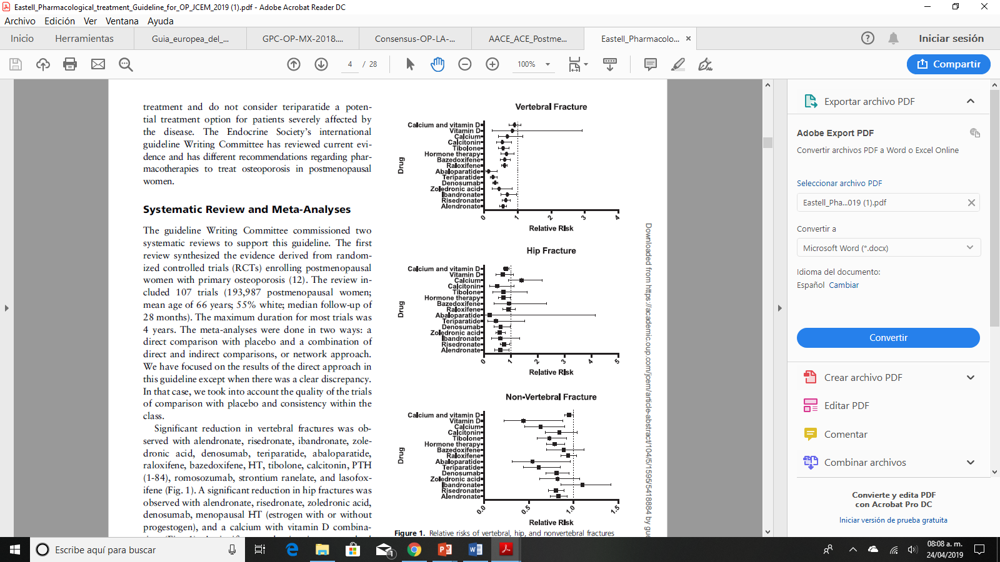 Eastell_Pharmacological_treatment_Guideline_for_OP_JCEM_2019 (1).pdf - Adobe Acrobat Reader DC
Archivo Edición Ver Ventana Ayuda
Inicio Herramientas Guia_europea_del_... GPC-OP-MX-2018.... Consensus-OP-LA-... AACE_ACE_Postme... Eastell_Pharmacolo... × Iniciar sesión
4 / 28 100% Compartir
treatment and do not consider teriparatide a poten-
tial treatment option for patients severely affected by
the disease. The Endocrine Society's international
guideline Writing Committee has reviewed current evi-
dence and has different recommendations regarding phar-
macotherapies to treat osteoporosis in postmenopausal
women.
Systematic Review and Meta-Analyses
The guideline Writing Committee commissioned two
systematic reviews to support this guideline. The first
review synthesized the evidence derived from random-
ized controlled trials (RCTs) enrolling postmenopausal
women with primary osteoporosis (12). The review in-
cluded 107 trials (193,987 postmenopausal women;
mean age of 66 years; 55% white; median follow-up of
28 months). The maximum duration for most trials was
4 years. The meta-analyses were done in two ways: a
direct comparison with placebo and a combination of
direct and indirect comparisons, or network approach.
We have focused on the results of the direct approach in
this guideline except when there was a clear discrepancy.
In that case, we took into account the quality of the trials
of comparison with placebo and consistency within the
class.
Significant reduction in vertebral fractures was ob-
served with alendronate, risedronate, ibandronate, zole-
dronic acid, denosumab, teriparatide, abaloparatide,
raloxifene, bazedoxifene, HT, tibolone, calcitonin, PTH
(1-84), romosozumab, strontium ranelate, and lasofox-
ifene (Fig. 1). A significant reduction in hip fractures was
observed with alendronate, risedronate, zoledronic acid,
denosumab, menopausal HT (estrogen with or without
progestogen), and a calcium with vitamin D combina-
Vertebral Fracture
Drug
Calcium and vitamin D
Vitamin D
Calcium
Calcitonin
Tibolone
Hormone therapy
Bazedoxifene
Raloxifene
Abaloparatide
Teriparatide
Denosumab
Zoledronic acid
Ibandronate
Risedronate
Alendronate
0 1 2 3 4
Relative Risk
Hip Fracture
Drug
Calcium and vitamin D
Vitamin D
Calcium
Calcitonin
Tibolone
Hormone therapy
Bazedoxifene
Raloxifene
Abaloparatide
Teriparatide
Denosumab
Zoledronic acid
Ibandronate
Risedronate
Alendronate
0 1 2 3 4 5
Relative Risk
Non-Vertebral Fracture
Drug
Calcium and vitamin D
Vitamin D
Calcium
Calcitonin
Tibolone
Hormone therapy
Bazedoxifene
Raloxifene
Abaloparatide
Teriparatide
Denosumab
Zoledronic acid
Ibandronate
Risedronate
Alendronate
0.0 0.5 1.0 1.5
Relative Risk
Figure 1. Relative risks of vertebral, hip, and nonvertebral fractures
Downloaded from https://academic.oup.com/jcem/article-abstract/104/5/1595/5418884 by gue
Exportar archivo PDF
Adobe Export PDF
Convertir archivos PDF a Word o Excel Online
Seleccionar archivo PDF
Eastell_Pha...019 (1).pdf
Convertir a
Microsoft Word (*.docx)
Idioma del documento:
Español Cambiar
Convertir
Crear archivo PDF
Editar PDF
Comentar
Combinar archivos
Convierte y edita PDF
con Acrobat Pro DC
Iniciar versión de prueba gratuita
Escribe aquí para buscar
1
08:08 a. m.
24/04/2019